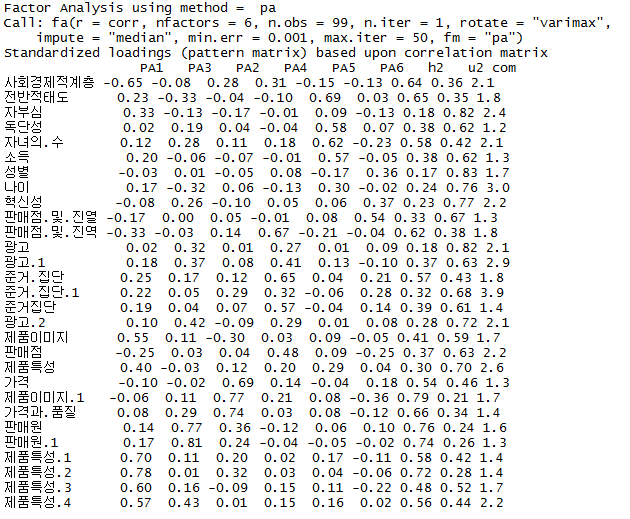 Factor Analysis using method =  pa
Call: fa(r = corr, nfactors = 6, n.obs = 99, n.iter = 1, rotate = "varimax",
    impute = "median", min.err = 0.001, max.iter = 50, fm = "pa")
Standardized loadings (pattern matrix) based upon correlation matrix
PA1 PA3 PA2 PA4 PA5 PA6 h2 u2 com
사회경제적계층 -0.65 -0.08 0.28 0.31 -0.15 -0.13 0.64 0.36 2.1
전반적태도 0.23 -0.33 -0.04 -0.10 0.69 0.03 0.65 0.35 1.8
자부심 0.33 -0.13 -0.17 -0.01 0.09 -0.13 0.18 0.82 2.4
독단성 0.02 0.19 0.04 -0.04 0.58 0.07 0.38 0.62 1.2
자녀의.수 0.12 0.28 0.11 0.18 0.62 -0.23 0.58 0.42 2.1
소득 0.20 -0.06 -0.07 -0.01 0.57 -0.05 0.38 0.62 1.3
성별 -0.03 0.01 -0.05 0.08 -0.17 0.36 0.17 0.83 1.7
나이 0.17 -0.32 0.06 -0.13 0.30 -0.02 0.24 0.76 3.0
혁신성 -0.08 0.26 -0.10 0.05 0.06 0.37 0.23 0.77 2.2
판매점.및.진열 -0.17 0.00 0.05 -0.01 0.08 0.54 0.33 0.67 1.3
판매점.및.진역 -0.33 -0.03 0.14 0.67 -0.21 -0.04 0.62 0.38 1.8
광고 0.02 0.32 0.01 0.27 0.01 0.09 0.18 0.82 2.1
광고.1 0.18 0.37 0.08 0.41 0.13 -0.10 0.37 0.63 2.9
준거.집단 0.25 0.17 0.12 0.65 0.04 0.21 0.57 0.43 1.8
준거.집단.1 0.22 0.05 0.29 0.32 -0.06 0.28 0.32 0.68 3.9
준거집단 0.19 0.04 0.07 0.57 -0.04 0.14 0.39 0.61 1.4
광고.2 0.10 0.42 -0.09 0.29 0.01 0.08 0.28 0.72 2.1
제품이미지 0.55 0.11 -0.30 0.03 0.09 -0.05 0.41 0.59 1.7
판매점 -0.25 0.03 0.04 0.48 0.09 -0.25 0.37 0.63 2.2
제품특성 0.40 -0.03 0.12 0.20 0.29 0.04 0.30 0.70 2.6
가격 -0.10 -0.02 0.69 0.14 -0.04 0.18 0.54 0.46 1.3
제품이미지.1 -0.06 0.11 0.77 0.21 0.08 -0.36 0.79 0.21 1.7
가격과.품질 0.08 0.29 0.74 0.03 0.08 -0.12 0.66 0.34 1.4
판매원 0.14 0.77 0.36 -0.12 0.06 0.10 0.76 0.24 1.6
판매원.1 0.17 0.81 0.24 -0.04 -0.05 -0.02 0.74 0.26 1.3
제품특성.1 0.70 0.11 0.20 0.02 0.17 -0.11 0.58 0.42 1.4
제품특성.2 0.78 0.01 0.32 0.03 0.04 -0.06 0.72 0.28 1.4
제품특성.3 0.60 0.16 -0.09 0.15 0.11 -0.22 0.48 0.52 1.7
제품특성.4 0.57 0.43 0.01 0.15 0.16 0.02 0.56 0.44 2.2